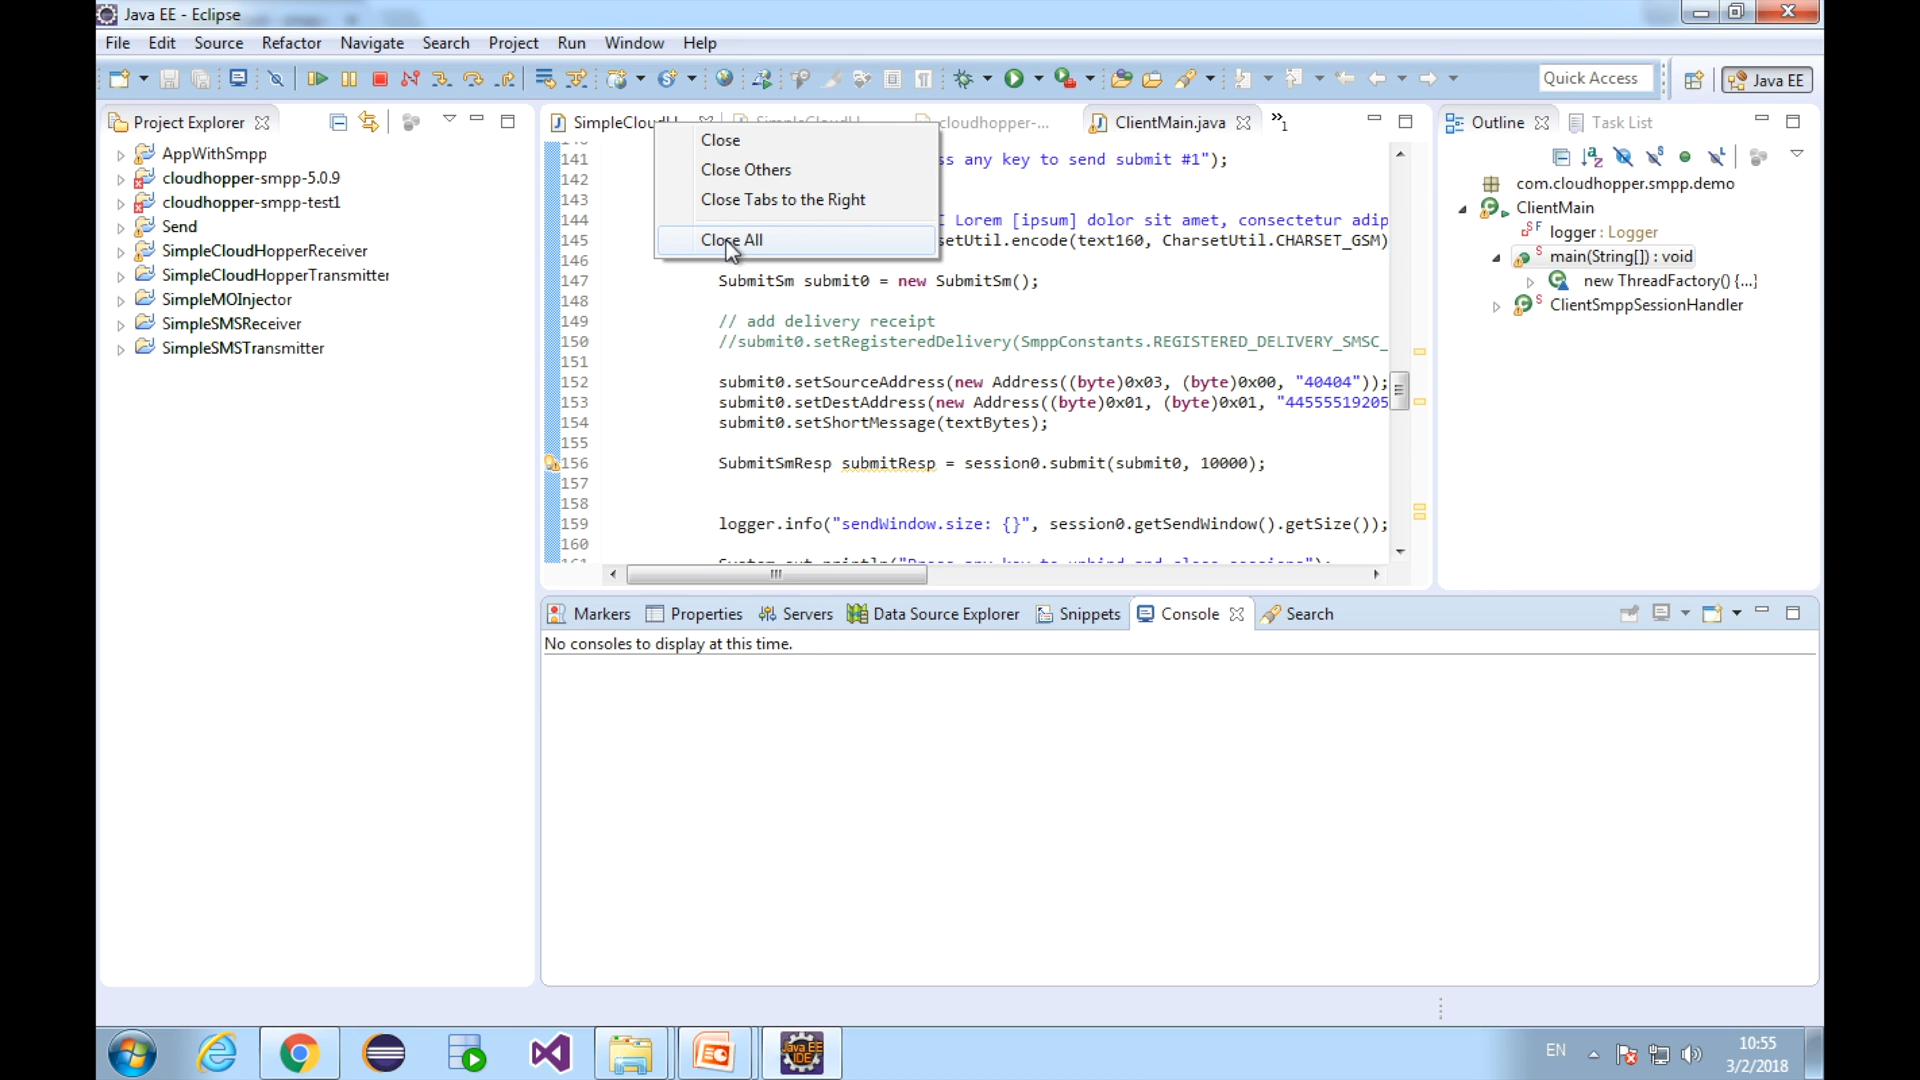 Java EE - Eclipse
File Edit Source Refactor Navigate Search Project Run Window Help
Quick Access
Java EE
Project Explorer
AppWithSmpp
cloudhopper-smpp-5.0.9
cloudhopper-smpp-test1
Send
SimpleCloudHopperReceiver
SimpleCloudHopperTransmitter
SimpleMOInjector
SimpleSMSReceiver
SimpleSMSTransmitter
SimpleCloudH
cloudhopper-...
ClientMain.java
»1
Close
Close Others
Close Tabs to the Right
Close All
141 ss any key to send submit #1");
142
143
144 Lorem [ipsum] dolor sit amet, consectetur adip
145 setUtil.encode(text160, CharsetUtil.CHARSET_GSM)
146
147 SubmitSm submit0 = new SubmitSm();
148
149 // add delivery receipt
150 //submit0.setRegisteredDelivery(SmppConstants.REGISTERED_DELIVERY_SMSC_
151
152 submit0.setSourceAddress(new Address((byte)0x03, (byte)0x00, "40404"));
153 submit0.setDestAddress(new Address((byte)0x01, (byte)0x01, "44555519205
154 submit0.setShortMessage(textBytes);
155
156 SubmitSmResp submitResp = session0.submit(submit0, 10000);
157
158
159 logger.info("sendWindow.size: {}", session0.getSendWindow().getSize());
160
Outline
Task List
com.cloudhopper.smpp.demo
ClientMain
logger : Logger
main(String[]) : void
new ThreadFactory() {...}
ClientSmppSessionHandler
Markers Properties Servers Data Source Explorer Snippets Console Search
No consoles to display at this time.
Java EE
IDE
EN
10:55
3/2/2018